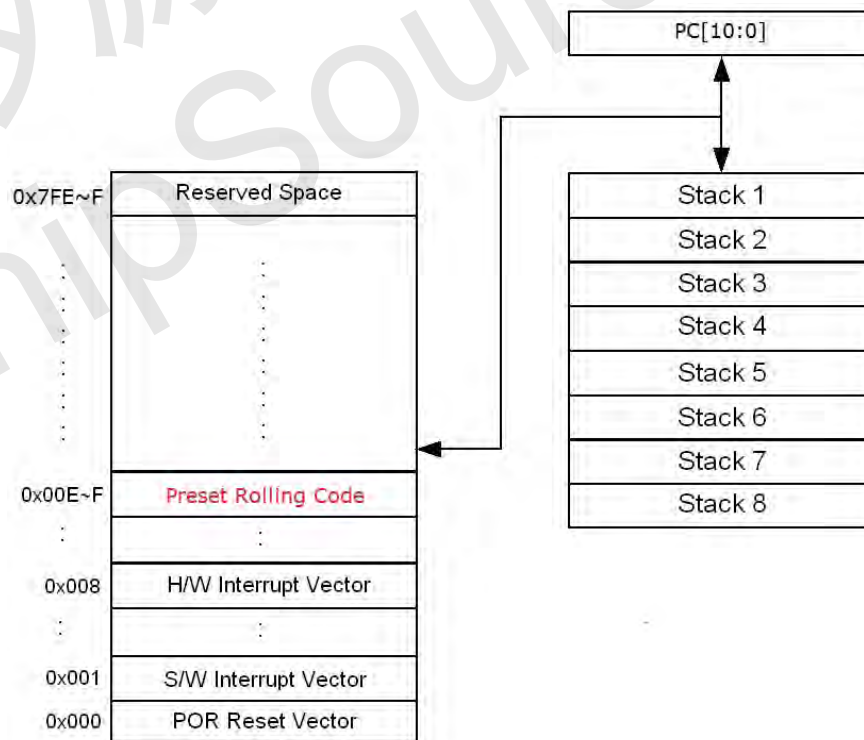 PC[10:0]
0x7FE~F
Reserved Space
Stack 1
Stack 2
Stack 3
Stack 4
Stack 5
Stack 6
Stack 7
Stack 8
0x00E~F
Preset Rolling Code
0x008
H/W Interrupt Vector
0x001
S/W Interrupt Vector
0x000
POR Reset Vector